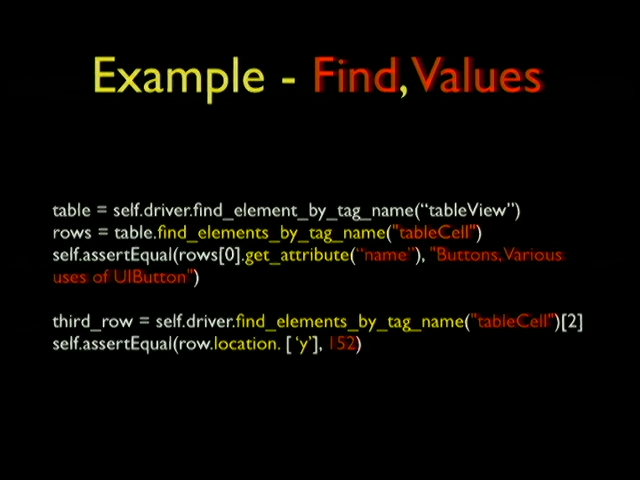 Example - Find, Values
table = self.driver.find_element_by_tag_name(“tableView”)
rows = table.find_elements_by_tag_name("tableCell")
self.assertEqual(rows[0].get_attribute(“name”), "Buttons, Various
uses of UIButton")
third_row = self.driver.find_elements_by_tag_name("tableCell")[2]
self.assertEqual(row.location. [ ‘y’], 152)